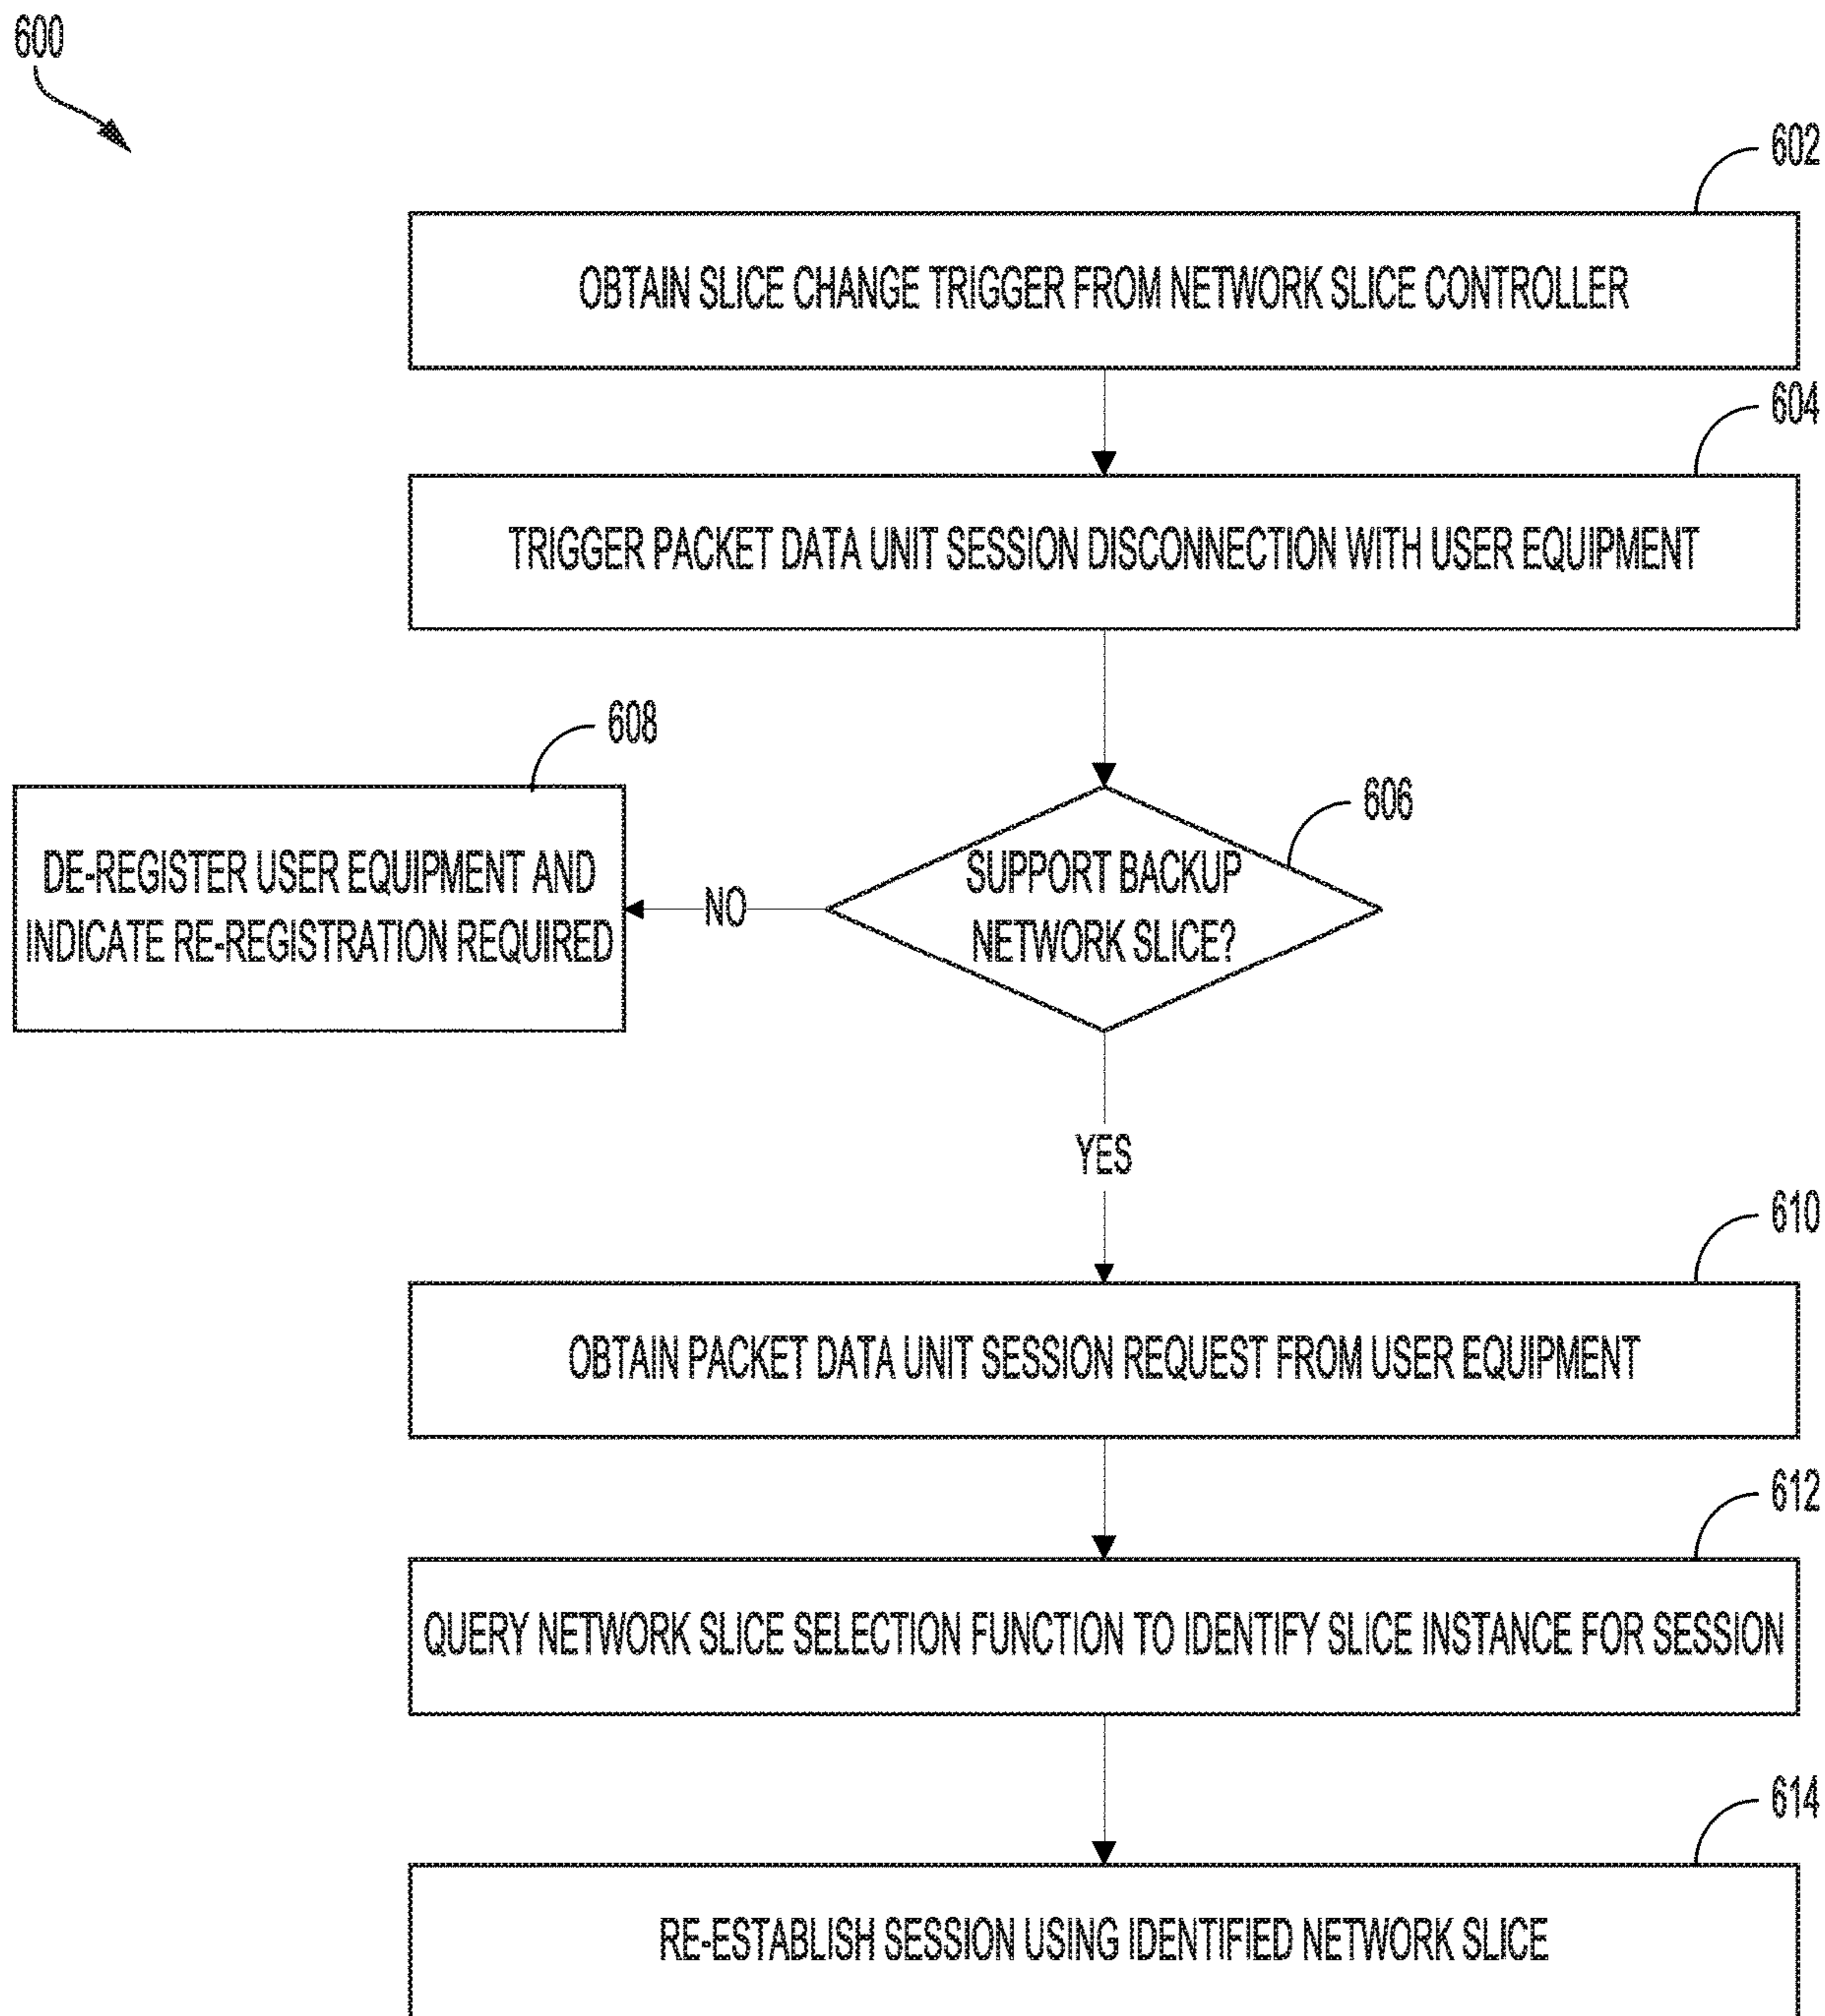 600
602
OBTAIN SLICE CHANGE TRIGGER FROM NETWORK SLICE CONTROLLER
604
TRIGGER PACKET DATA UNIT SESSION DISCONNECTION WITH USER EQUIPMENT
608
DE-REGISTER USER EQUIPMENT AND
INDICATE RE-REGISTRATION REQUIRED
NO
606
SUPPORT BACKUP
NETWORK SLICE?
YES
610
OBTAIN PACKET DATA UNIT SESSION REQUEST FROM USER EQUIPMENT
612
QUERY NETWORK SLICE SELECTION FUNCTION TO IDENTIFY SLICE INSTANCE FOR SESSION
614
RE-ESTABLISH SESSION USING IDENTIFIED NETWORK SLICE